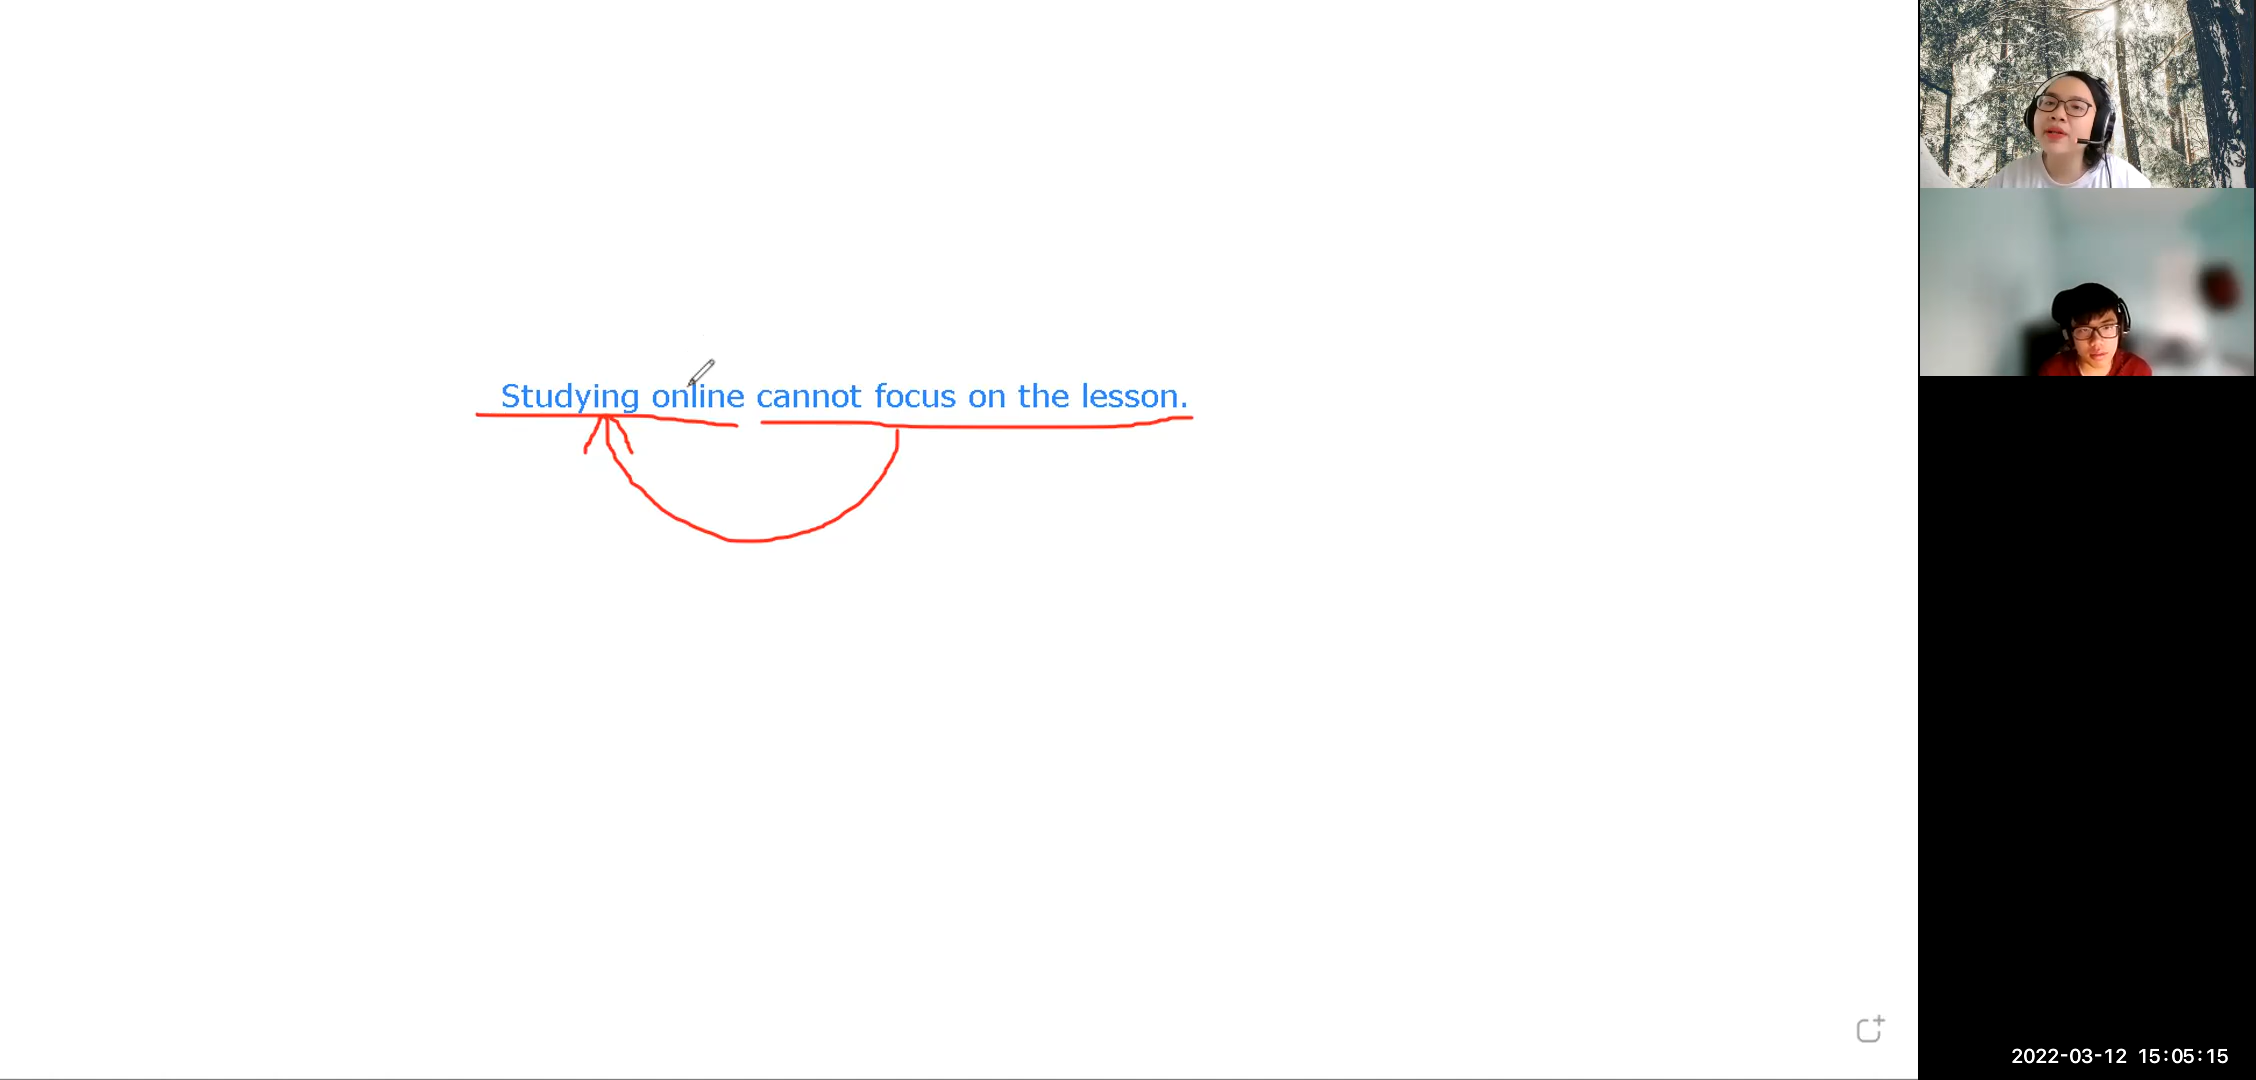 Studying online cannot focus on the lesson.
2022-03-12 15:05:15